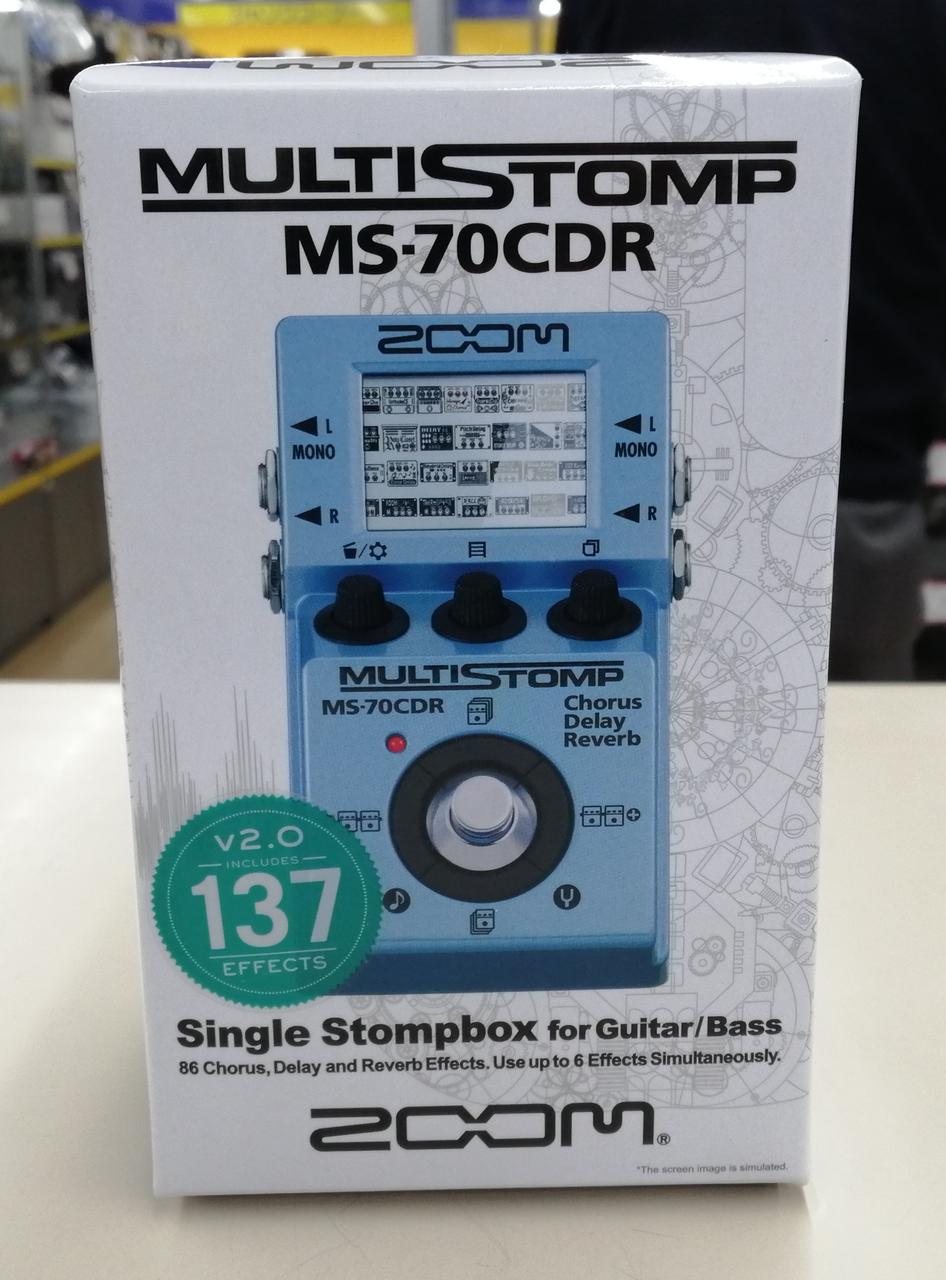 ZOOM
MULTISTOMP
MS-70CDR
ZOOM
L
MONO
R
L
MONO
R
MULTISTOMP
MS-70CDR
Chorus
Delay
Reverb
v2.0
INCLUDES
137
EFFECTS
Single Stompbox for Guitar/Bass
86 Chorus, Delay and Reverb Effects. Use up to 6 Effects Simultaneously.
ZOOM®
*The screen image is simulated.